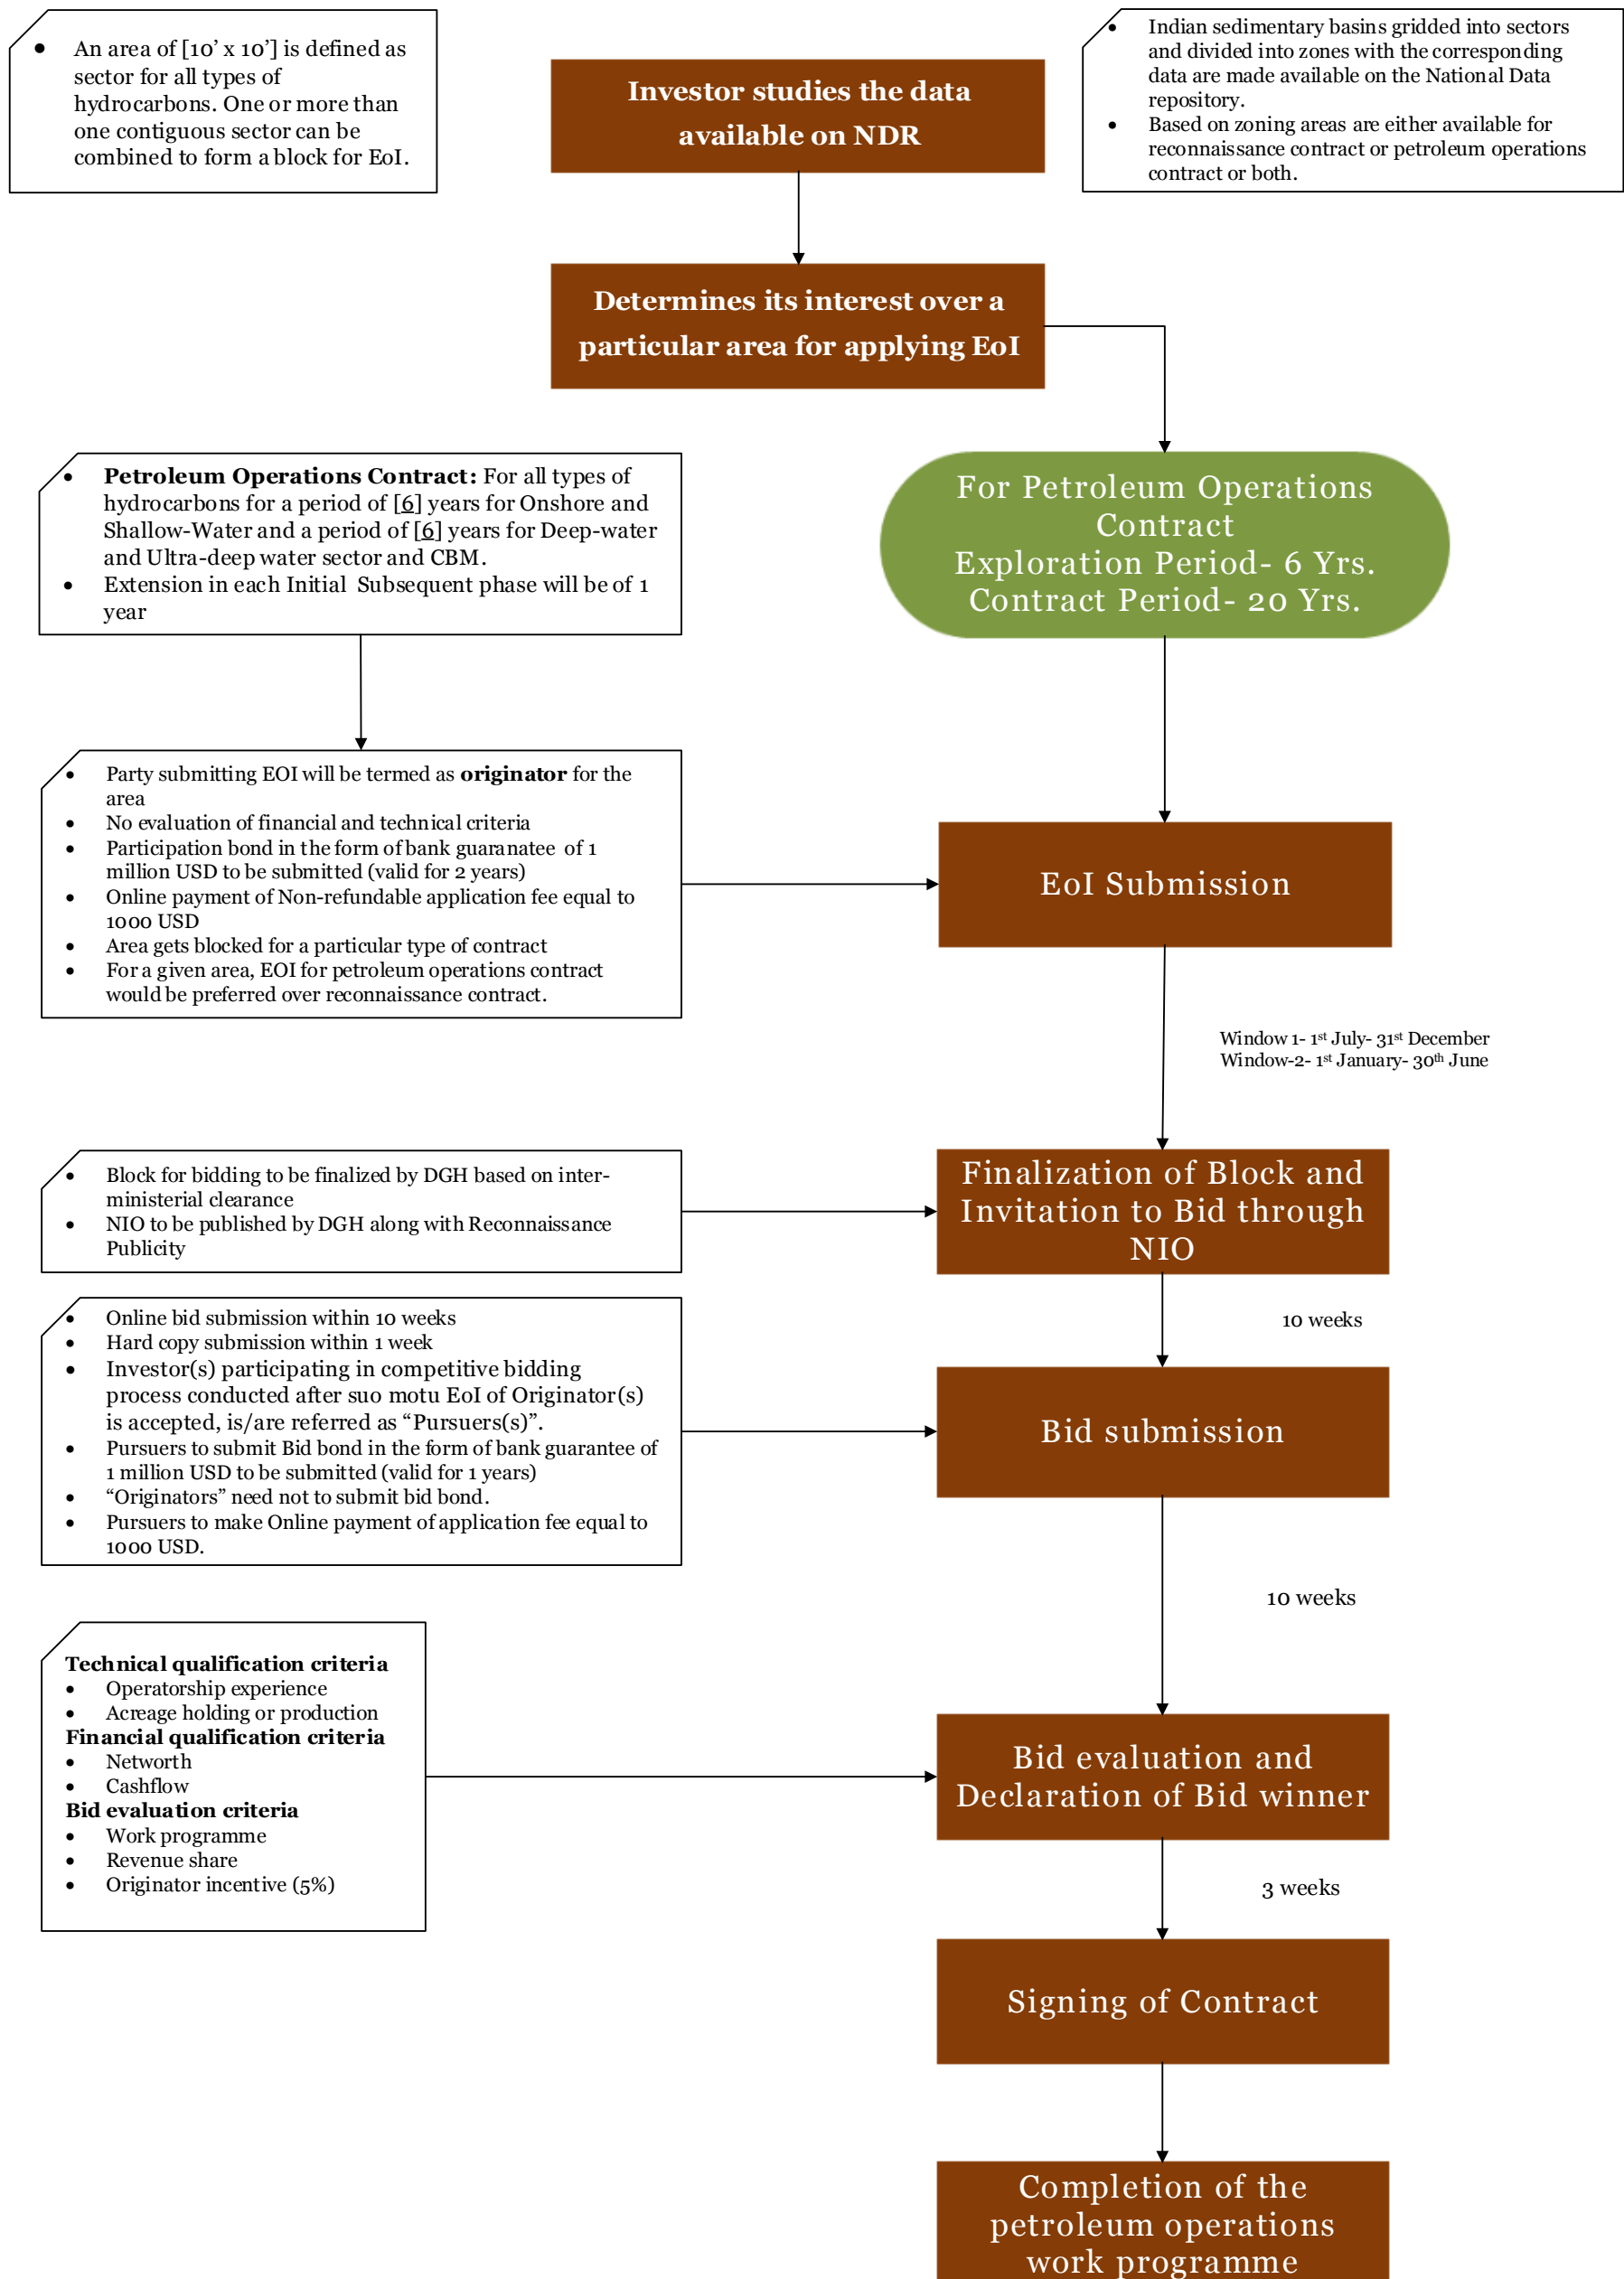 • An area of [10’ x 10’] is defined as
sector for all types of
hydrocarbons. One or more than
one contiguous sector can be
combined to form a block for EoI.
Investor studies the data
available on NDR
• Indian sedimentary basins gridded into sectors
and divided into zones with the corresponding
data are made available on the National Data
repository.
• Based on zoning areas are either available for
reconnaissance contract or petroleum operations
contract or both.
Determines its interest over a
particular area for applying EoI
• Petroleum Operations Contract: For all types of
hydrocarbons for a period of [6] years for Onshore and
Shallow-Water and a period of [6] years for Deep-water
and Ultra-deep water sector and CBM.
• Extension in each Initial Subsequent phase will be of 1
year
For Petroleum Operations
Contract
Exploration Period- 6 Yrs.
Contract Period- 20 Yrs.
• Party submitting EOI will be termed as originator for the
area
• No evaluation of financial and technical criteria
• Participation bond in the form of bank guaranatee of 1
million USD to be submitted (valid for 2 years)
• Online payment of Non-refundable application fee equal to
1000 USD
• Area gets blocked for a particular type of contract
• For a given area, EOI for petroleum operations contract
would be preferred over reconnaissance contract.
EoI Submission
Window 1- 1st July- 31st December
Window-2- 1st January- 30th June
• Block for bidding to be finalized by DGH based on inter-
ministerial clearance
• NIO to be published by DGH along with Reconnaissance
Publicity
Finalization of Block and
Invitation to Bid through
NIO
10 weeks
• Online bid submission within 10 weeks
• Hard copy submission within 1 week
• Investor(s) participating in competitive bidding
process conducted after suo motu EoI of Originator(s)
is accepted, is/are referred as “Pursuers(s)”.
• Pursuers to submit Bid bond in the form of bank guarantee of
1 million USD to be submitted (valid for 1 years)
• “Originators” need not to submit bid bond.
• Pursuers to make Online payment of application fee equal to
1000 USD.
Bid submission
10 weeks
Technical qualification criteria
• Operatorship experience
• Acreage holding or production
Financial qualification criteria
• Networth
• Cashflow
Bid evaluation criteria
• Work programme
• Revenue share
• Originator incentive (5%)
Bid evaluation and
Declaration of Bid winner
3 weeks
Signing of Contract
Completion of the
petroleum operations
work programme